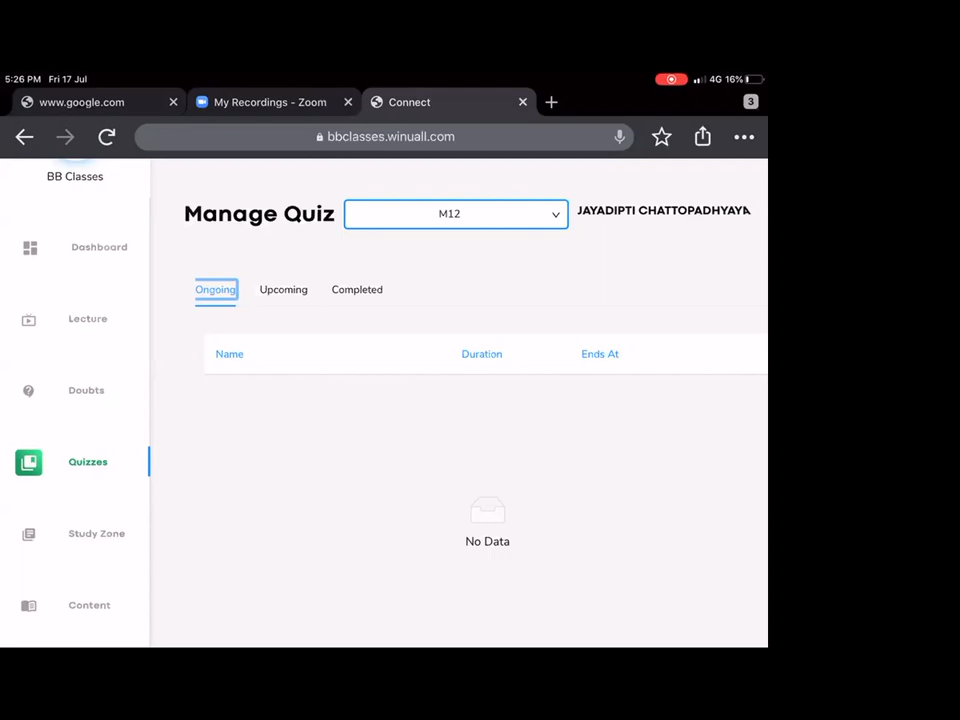 5:26 PM Fri 17 Jul
4G 16%
www.google.com
My Recordings - Zoom
Connect
3
bbclasses.winuall.com
BB Classes
Manage Quiz
M12
JAYADIPTI CHATTOPADHYAYA
Dashboard
Ongoing
Upcoming
Completed
Lecture
Name
Duration
Ends At
Doubts
Quizzes
Study Zone
No Data
Content